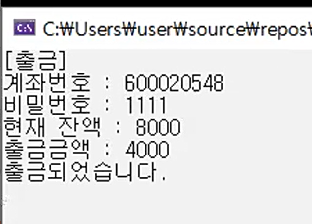 C:\Users\user\source\repos\
[출금]
계좌번호 : 600020548
비밀번호 : 1111
현재 잔액 : 8000
출금금액 : 4000
출금되었습니다.